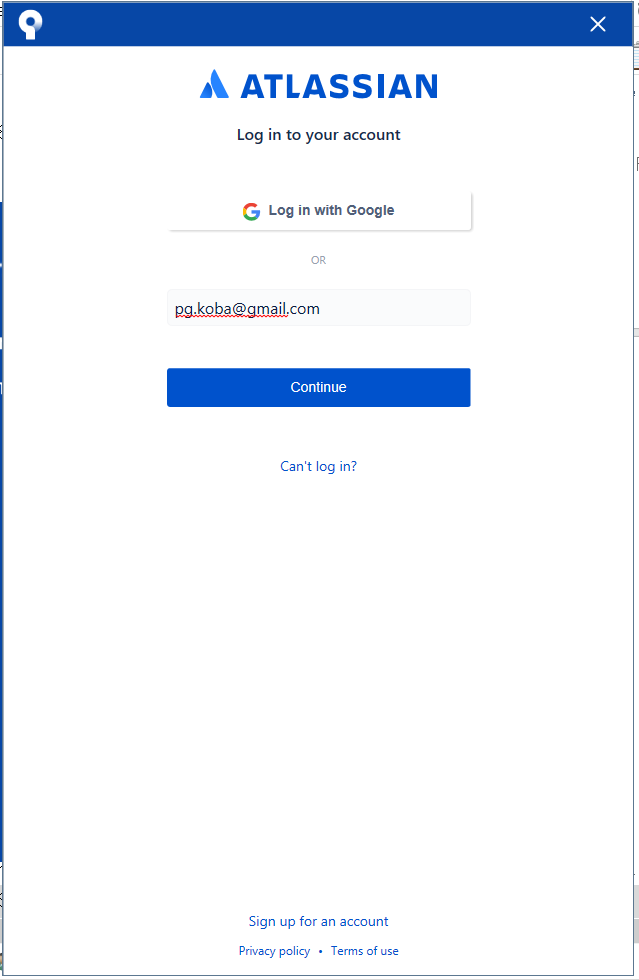 ATLASSIAN
Log in to your account
Log in with Google
OR
pg.koba@gmail.com
Continue
Can't log in?
Sign up for an account
Privacy policy • Terms of use